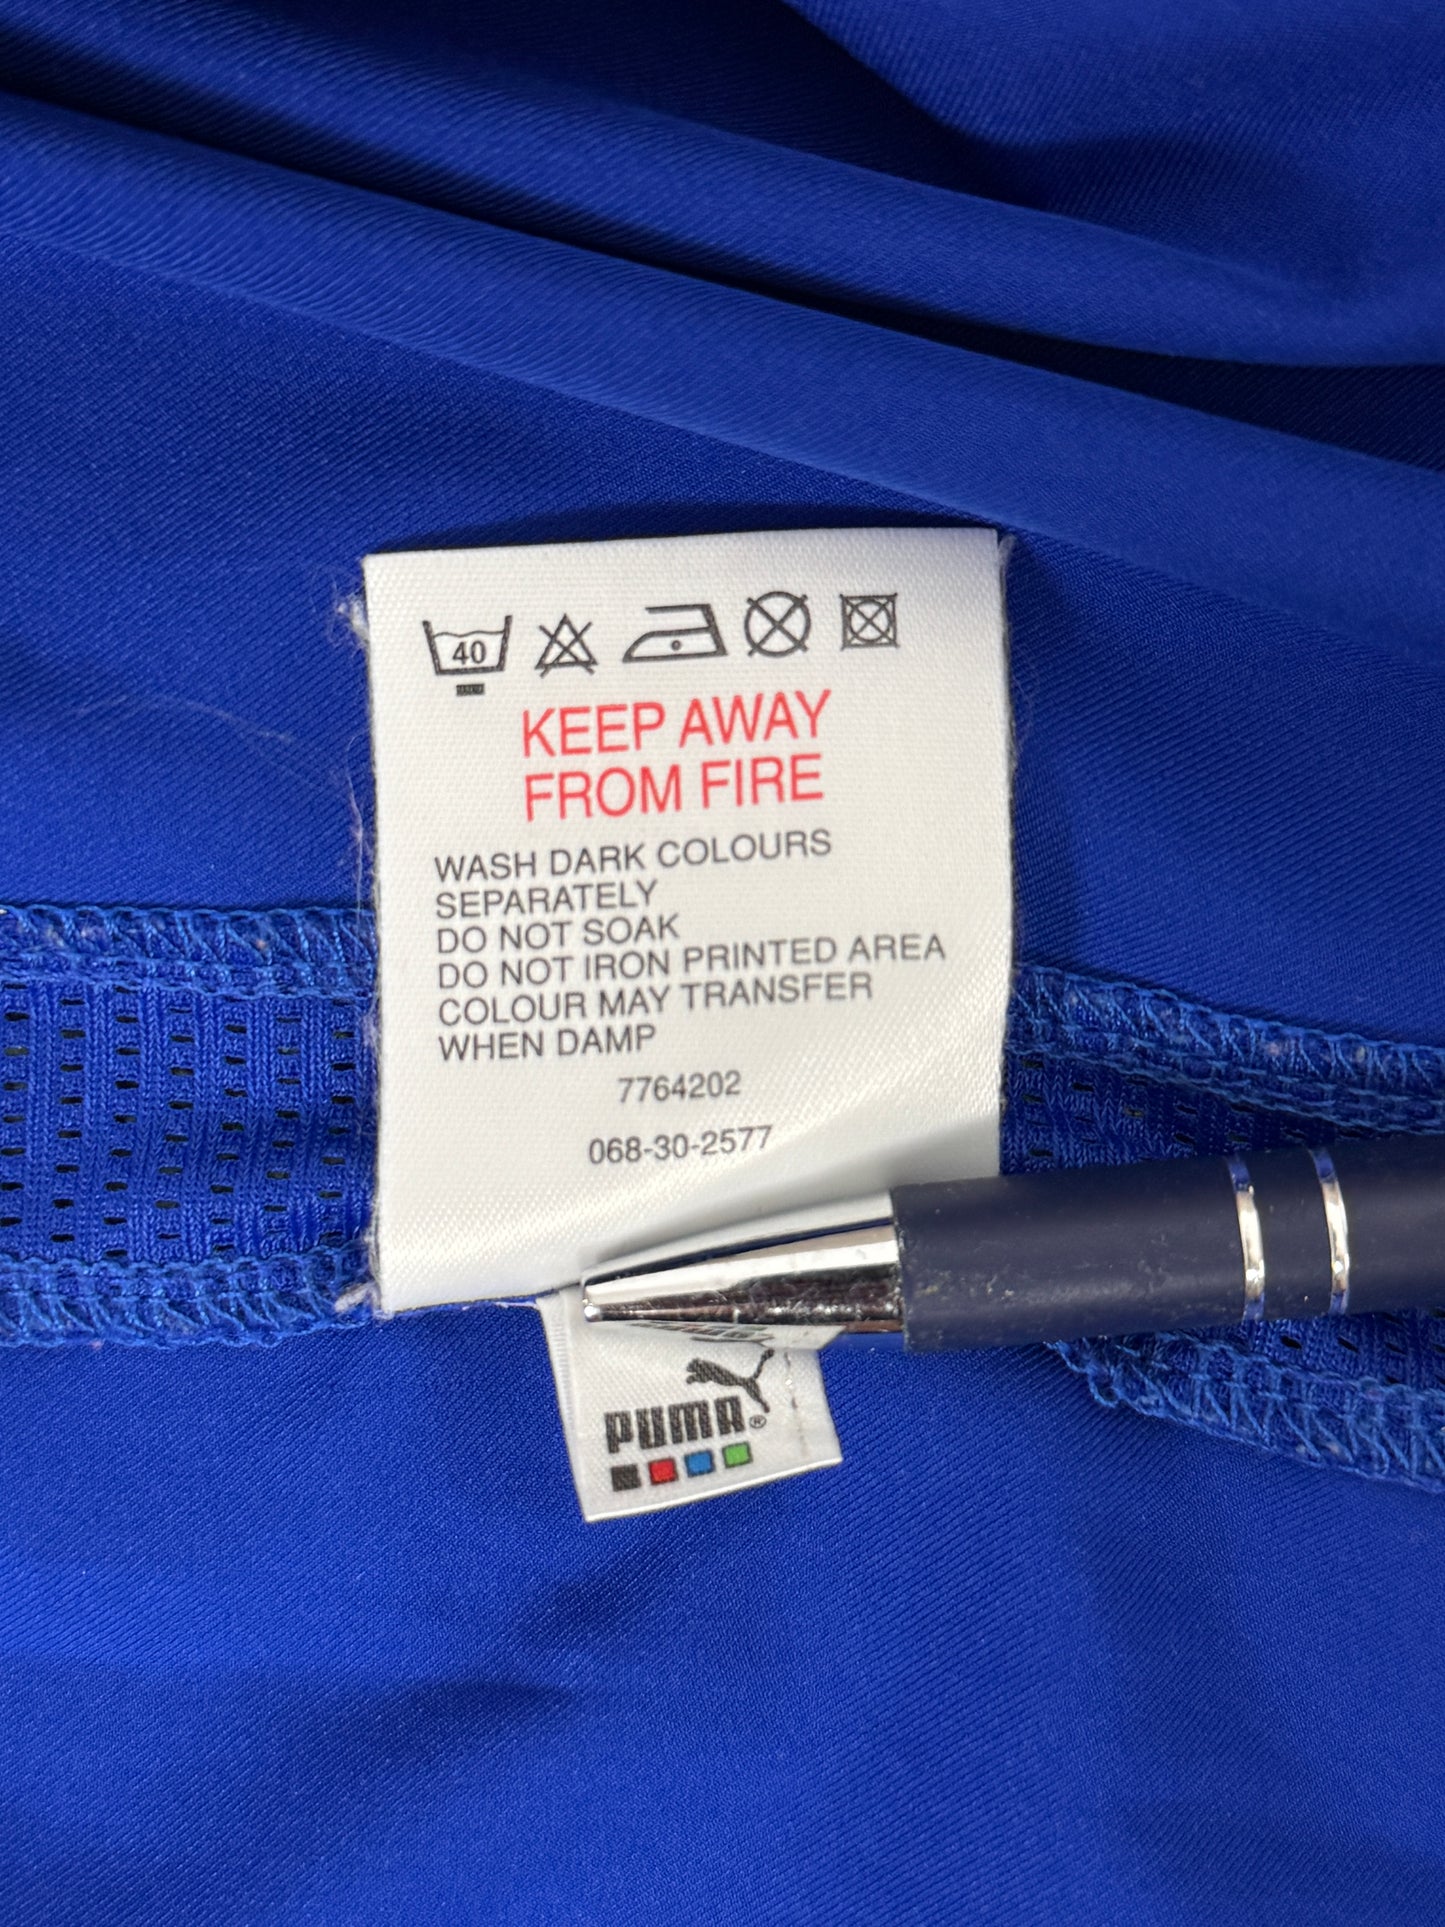 40
KEEP AWAY
FROM FIRE
WASH DARK COLOURS
SEPARATELY
DO NOT SOAK
DO NOT IRON PRINTED AREA
COLOUR MAY TRANSFER
WHEN DAMP
7764202
068-30-2577
PUMA®